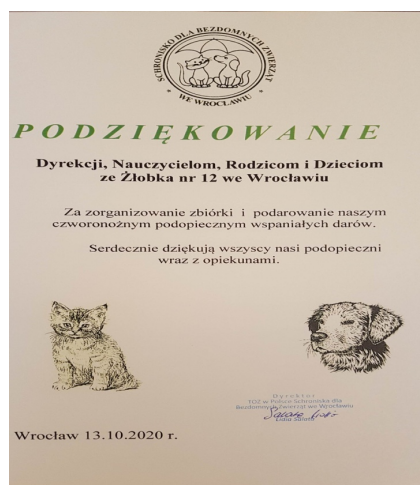 SCHRONISKO DLA BEZDOMNYCH ZWIERZĄT
* WE WROCŁAWIU *
PODZIĘKOWANIE
Dyrekcji, Nauczycielom, Rodzicom i Dzieciom
ze Żłobka nr 12 we Wrocławiu
Za zorganizowanie zbiórki i podarowanie naszym
czworonożnym podopiecznym wspaniałych darów.
Serdecznie dziękują wszyscy nasi podopieczni
wraz z opiekunami.
Dyrektor
TOZ w Polsce Schroniska dla
Bezdomnych Zwierząt we Wrocławiu
Wrocław 13.10.2020 r.